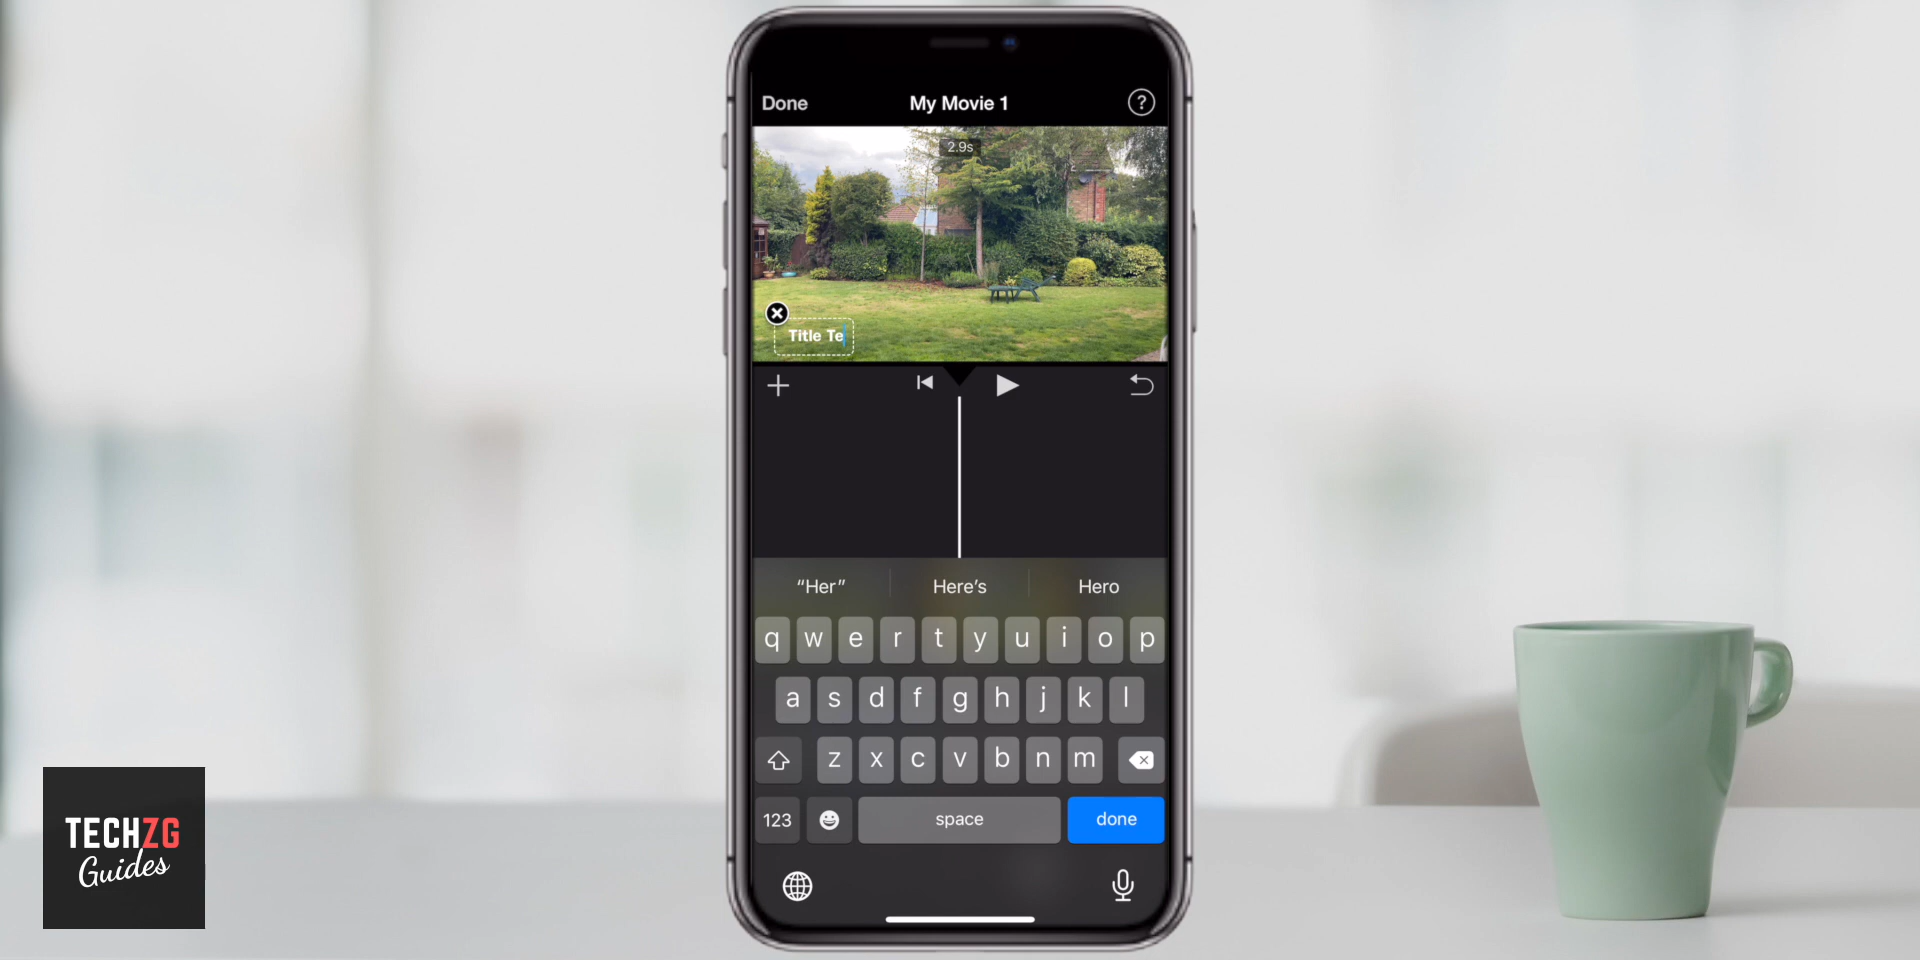 Done
My Movie 1
?
2.9s
Title Te
“Her”
Here’s
Hero
q w e r t y u i o p
a s d f g h j k l
z x c v b n m
123
space
done
TECHZG
Guides